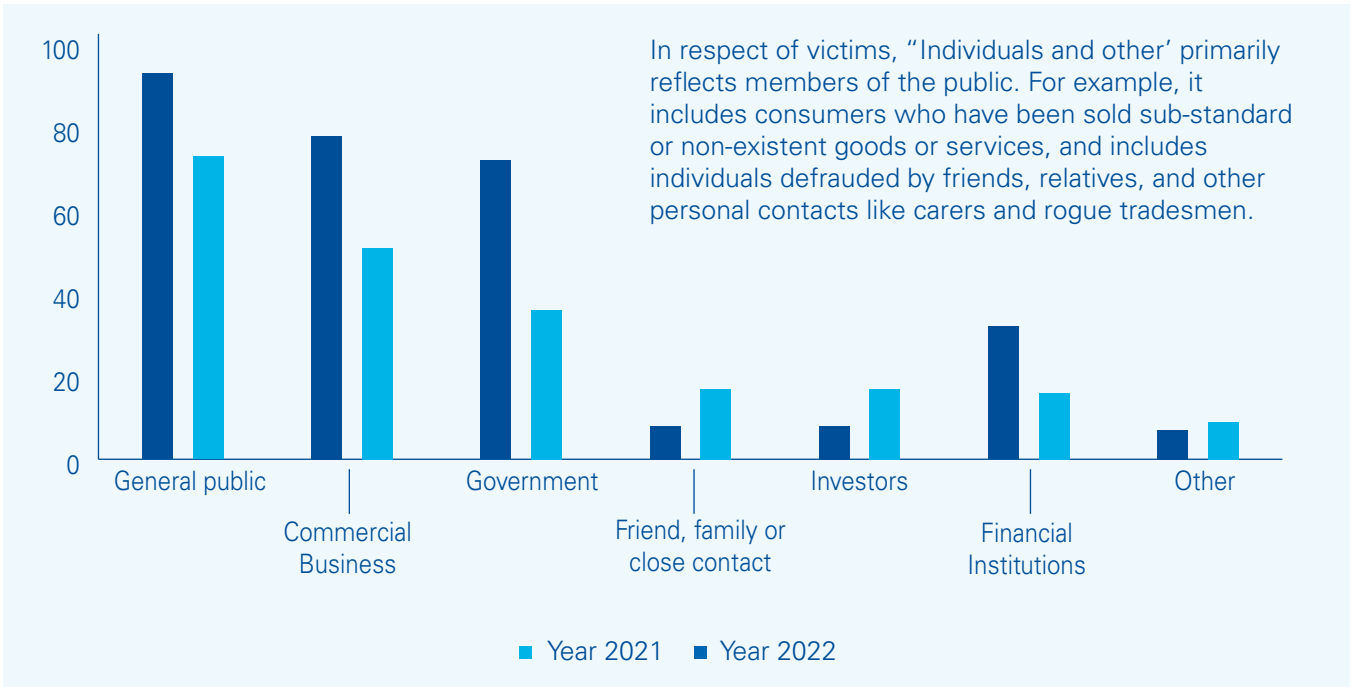 In respect of victims, “Individuals and other’ primarily
reflects members of the public. For example, it
includes consumers who have been sold sub-standard
or non-existent goods or services, and includes
individuals defrauded by friends, relatives, and other
personal contacts like carers and rogue tradesmen.
100
80
60
40
20
0
General public
Commercial
Business
Government
Friend, family or
close contact
Investors
Financial
Institutions
Other
Year 2021
Year 2022